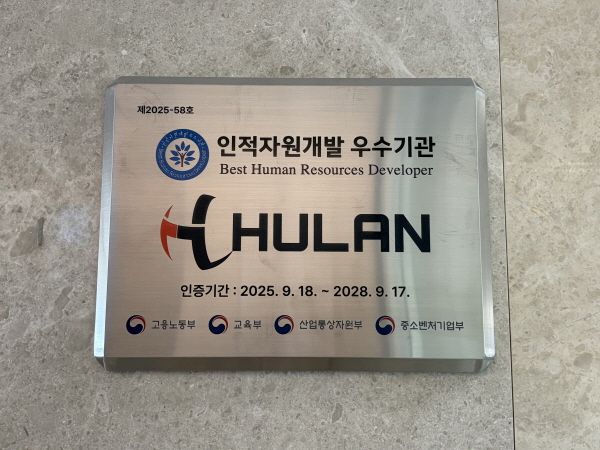 제2025-58호
인적자원개발 우수기관
Best Human Resources Developer
HULAN
인증기간 : 2025. 9. 18. ~ 2028. 9. 17.
고용노동부 교육부 산업통상자원부 중소벤처기업부